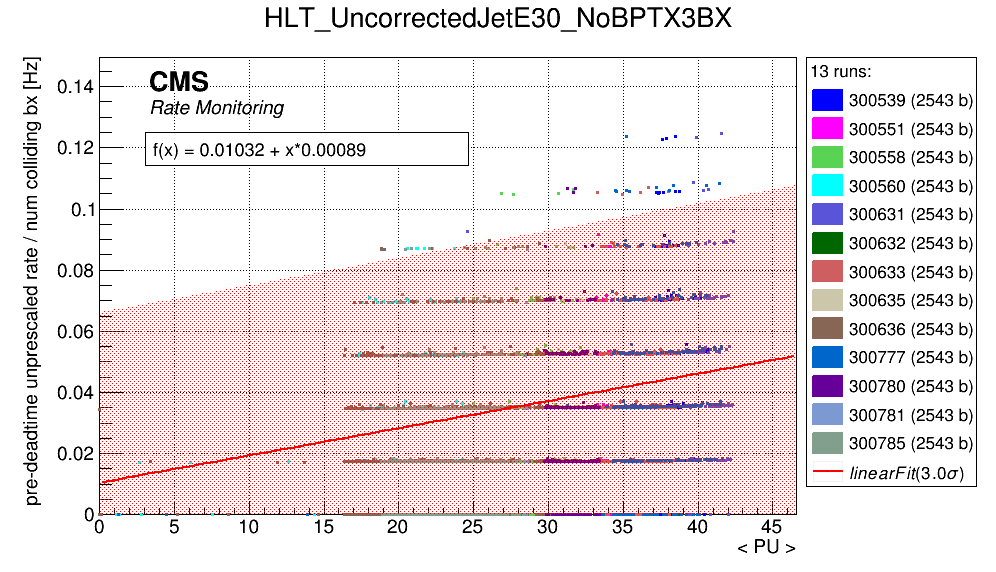 HLT_UncorrectedJetE30_NoBPTX3BX
pre-deadtime unprescaled rate / num colliding bx [Hz]
CMS
Rate Monitoring
f(x) = 0.01032 + x*0.00089
0.14
0.12
0.1
0.08
0.06
0.04
0.02
0
0 5 10 15 20 25 30 35 40 45
< PU >
13 runs:
300539 (2543 b)
300551 (2543 b)
300558 (2543 b)
300560 (2543 b)
300631 (2543 b)
300632 (2543 b)
300633 (2543 b)
300635 (2543 b)
300636 (2543 b)
300777 (2543 b)
300780 (2543 b)
300781 (2543 b)
300785 (2543 b)
linearFit(3.0σ)